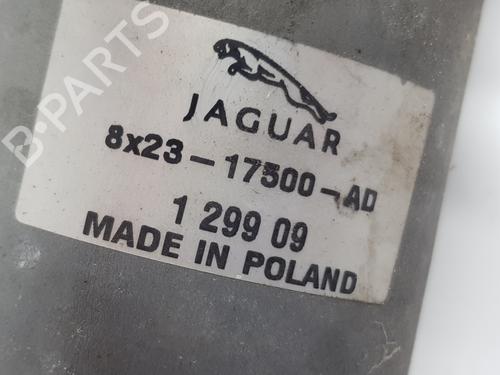 B-PARTS
JAGUAR
8x23-17500-AD
1 299 09
MADE IN POLAND